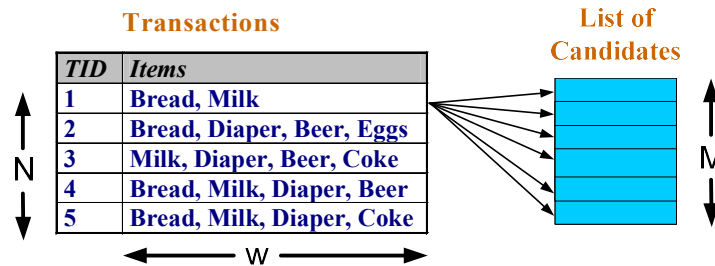 Transactions
List of
Candidates
TID Items
1 Bread, Milk
2 Bread, Diaper, Beer, Eggs
3 Milk, Diaper, Beer, Coke
4 Bread, Milk, Diaper, Beer
5 Bread, Milk, Diaper, Coke
N
M
w